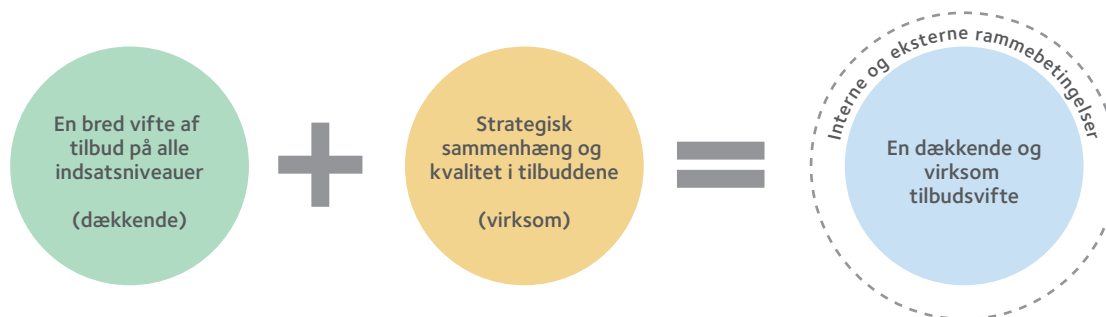 En bred vifte af
tilbud på alle
indsatsniveauer
(dækkende)
Strategisk
sammenhæng og
kvalitet i tilbuddene
(virksom)
Interne og eksterne rammebetingelser
En dækkende og
virksom
tilbudsvifte